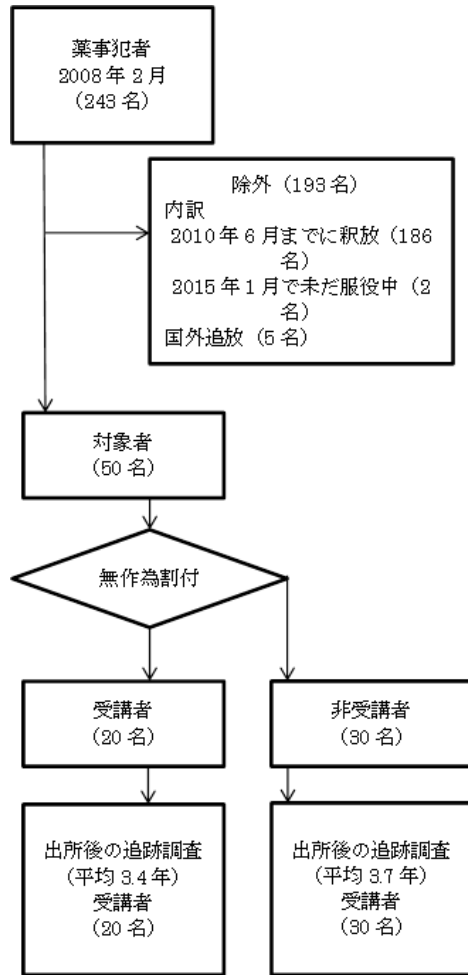 薬事犯者
2008年2月
(243名)
除外 (193名)
内訳
2010年6月までに釈放 (186
名)
2015年1月で未だ服役中 (2
名)
国外追放 (5名)
対象者
(50名)
無作為割付
受講者
(20名)
非受講者
(30名)
出所後の追跡調査
(平均3.4年)
受講者
(20名)
出所後の追跡調査
(平均3.7年)
受講者
(30名)